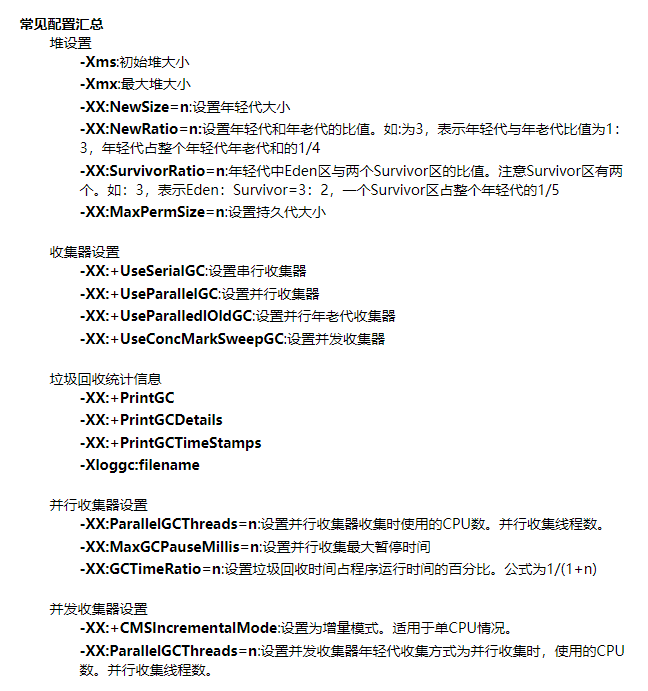 常见配置汇总
堆设置
-Xms:初始堆大小
-Xmx:最大堆大小
-XX:NewSize=n:设置年轻代大小
-XX:NewRatio=n:设置年轻代和年老代的比值。如:为3，表示年轻代与年老代比值为1：
3，年轻代占整个年轻代年老代和的1/4
-XX:SurvivorRatio=n:年轻代中Eden区与两个Survivor区的比值。注意Survivor区有两
个。如：3，表示Eden：Survivor=3：2，一个Survivor区占整个年轻代的1/5
-XX:MaxPermSize=n:设置持久代大小
收集器设置
-XX:+UseSerialGC:设置串行收集器
-XX:+UseParallelGC:设置并行收集器
-XX:+UseParalledlOldGC:设置并行年老代收集器
-XX:+UseConcMarkSweepGC:设置并发收集器
垃圾回收统计信息
-XX:+PrintGC
-XX:+PrintGCDetails
-XX:+PrintGCTimeStamps
-Xloggc:filename
并行收集器设置
-XX:ParallelGCThreads=n:设置并行收集器收集时使用的CPU数。并行收集线程数。
-XX:MaxGCPauseMillis=n:设置并行收集最大暂停时间
-XX:GCTimeRatio=n:设置垃圾回收时间占程序运行时间的百分比。公式为1/(1+n)
并发收集器设置
-XX:+CMSIncrementalMode:设置为增量模式。适用于单CPU情况。
-XX:ParallelGCThreads=n:设置并发收集器年轻代收集方式为并行收集时，使用的CPU
数。并行收集线程数。